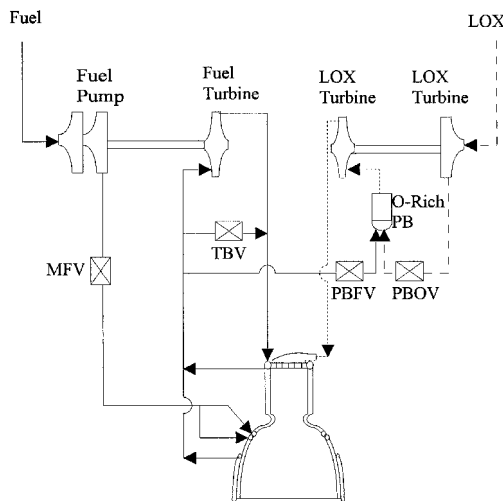 Fuel
LOX
Fuel
Pump
Fuel
Turbine
LOX
Turbine
LOX
Turbine
O-Rich
PB
MFV
TBV
PBFV
PBOV